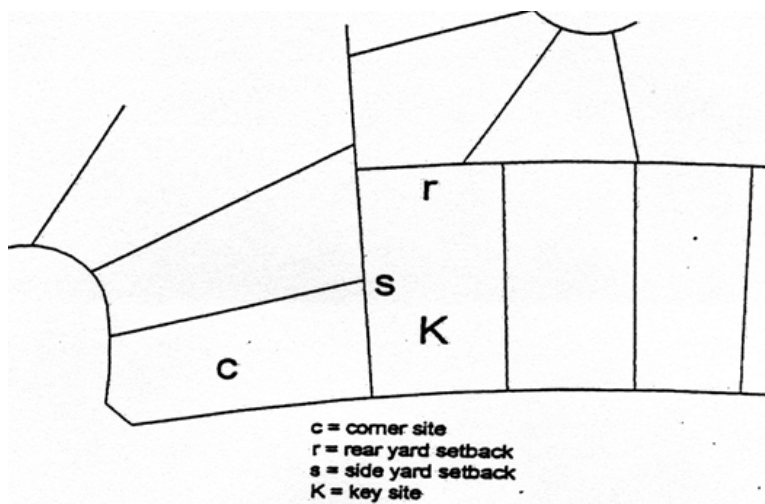 r
s
K
c
c = corner site
r = rear yard setback
s = side yard setback
K = key site